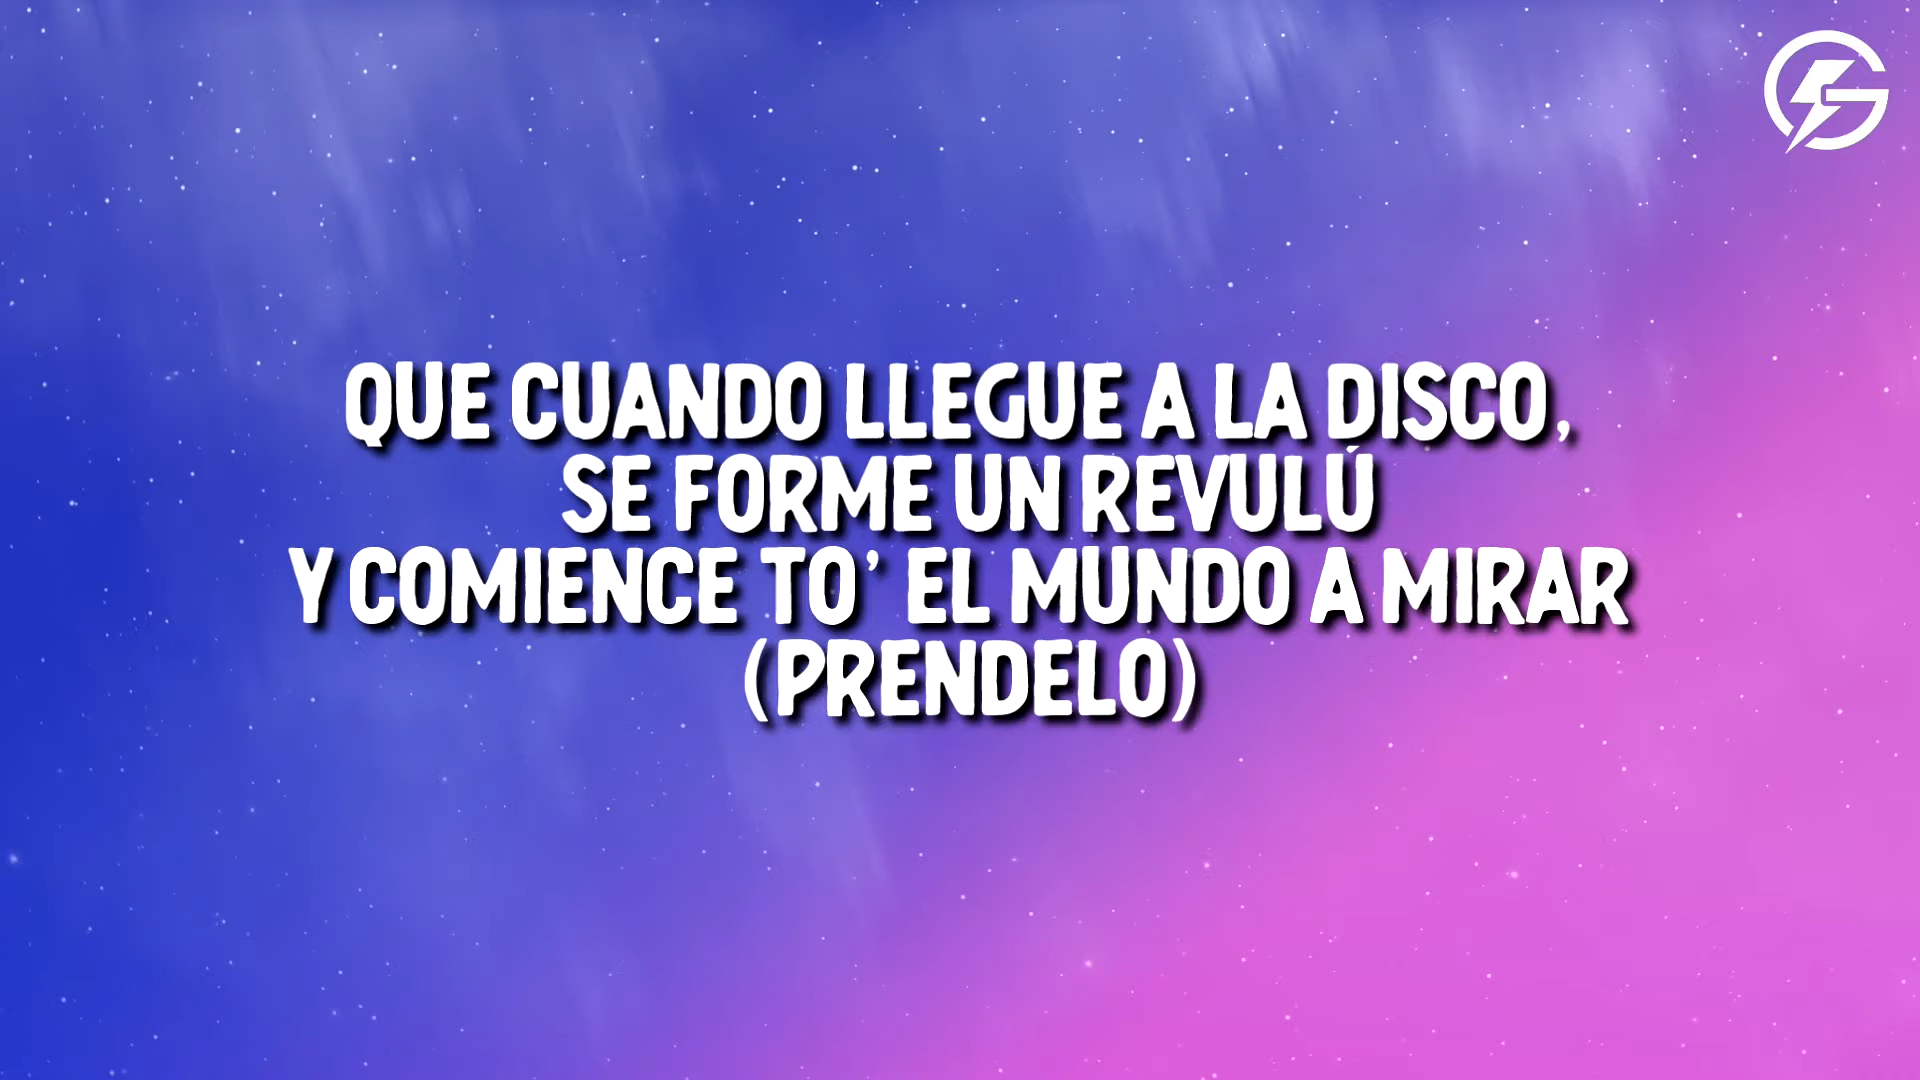 QUE CUANDO LLEGUE A LA DISCO,
SE FORME UN REVULÚ
Y COMIENCE TO' EL MUNDO A MIRAR
(PRENDELO)